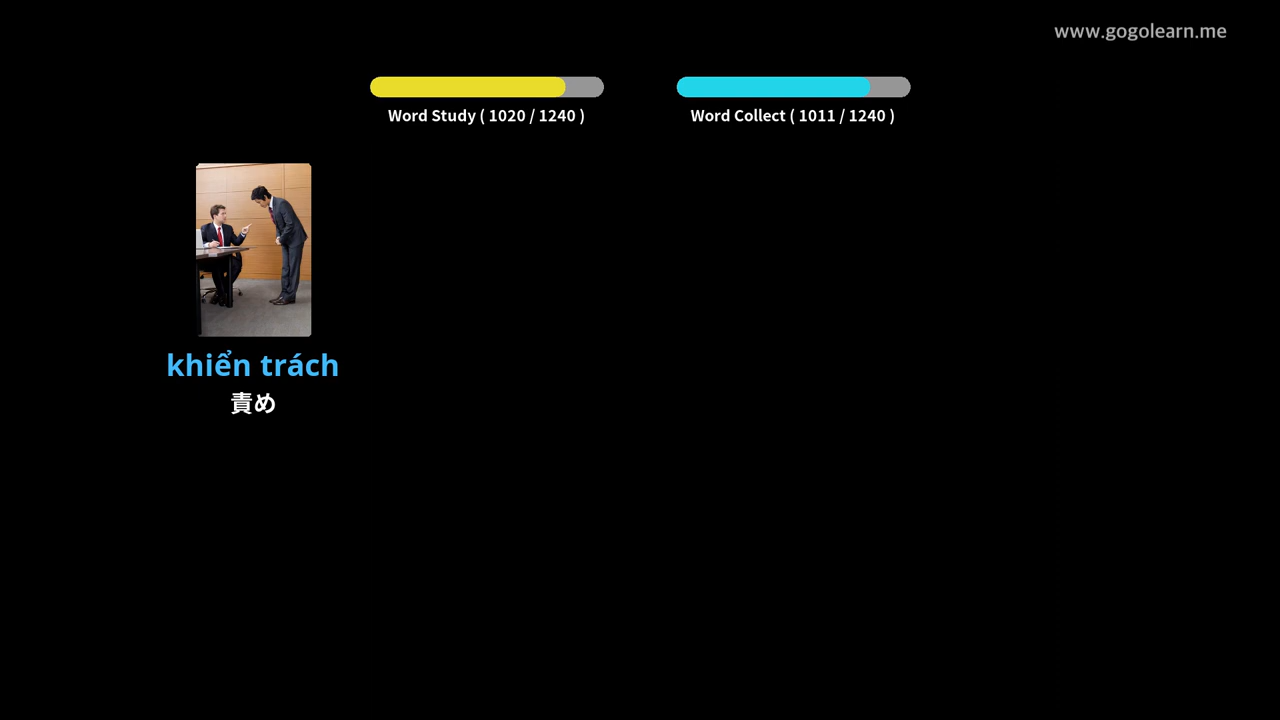 www.gogolearn.me
Word Study ( 1020 / 1240 )
Word Collect ( 1011 / 1240 )
khiển trách
責め